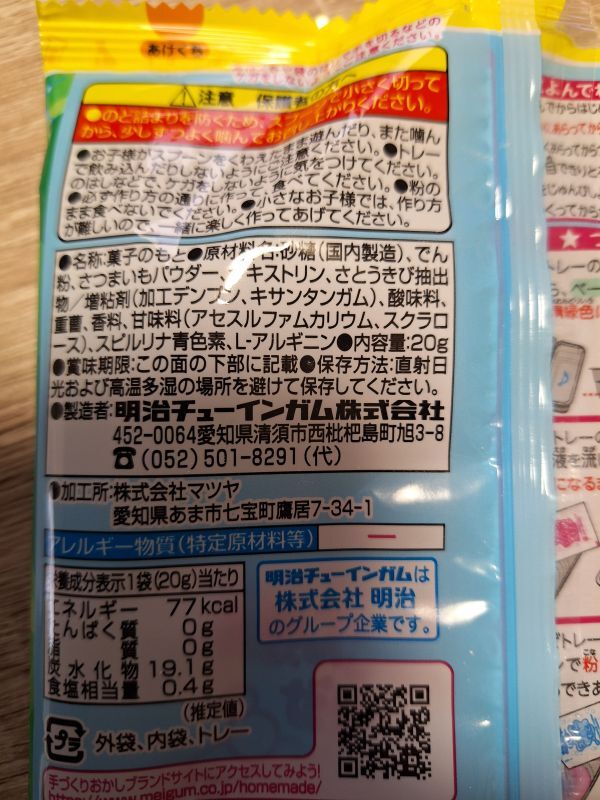 あけくち
⚠注意 保護者の方へ
●のど詰まりを防ぐため、スプーンで小さく切って
から、少しずつよく噛んでお召し上がりください。
●お子様がスプーンをくわえたまま遊んだり、また噛ん
で飲み込んだりしないようにご注意ください。●トレー
のはしなどで、ケガをしないように気をつけてください。
●必ず作り方の通りに作って、食べてください。●粉の
まま食べないでください。●小さなお子様では、作り方
が難しいので、一緒に楽しく作ってあげてください。
●名称:菓子のもと●原材料名:砂糖(国内製造)、でん
粉、さつまいもパウダー、デキストリン、さとうきび抽出
物/増粘剤(加工デンプン、キサンタンガム)、酸味料、
重曹、香料、甘味料(アセスルファムカリウム、スクラロ
ース)、スピルリナ青色素、L-アルギニン●内容量:20g
●賞味期限:この面の下部に記載●保存方法:直射日
光および高温多湿の場所を避けて保存してください。
●製造者:明治チューインガム株式会社
452-0064愛知県清須市西枇杷島町旭3-8
☎(052)501-8291(代)
●加工所:株式会社マツヤ
愛知県あま市七宝町鷹居7-34-1
アレルギー物質(特定原材料等) ー
栄養成分表示1袋(20g)当たり
エネルギー 77kcal
たんぱく質 0g
脂質 0g
炭水化物 19.1g
食塩相当量 0.4g
(推定値)
明治チューインガムは
株式会社 明治
のグループ企業です。
プラ 外袋、内袋、トレー
手づくりおかしブランドサイトにアクセスしてみよう!
https://www.meigum.co.jp/homemade/